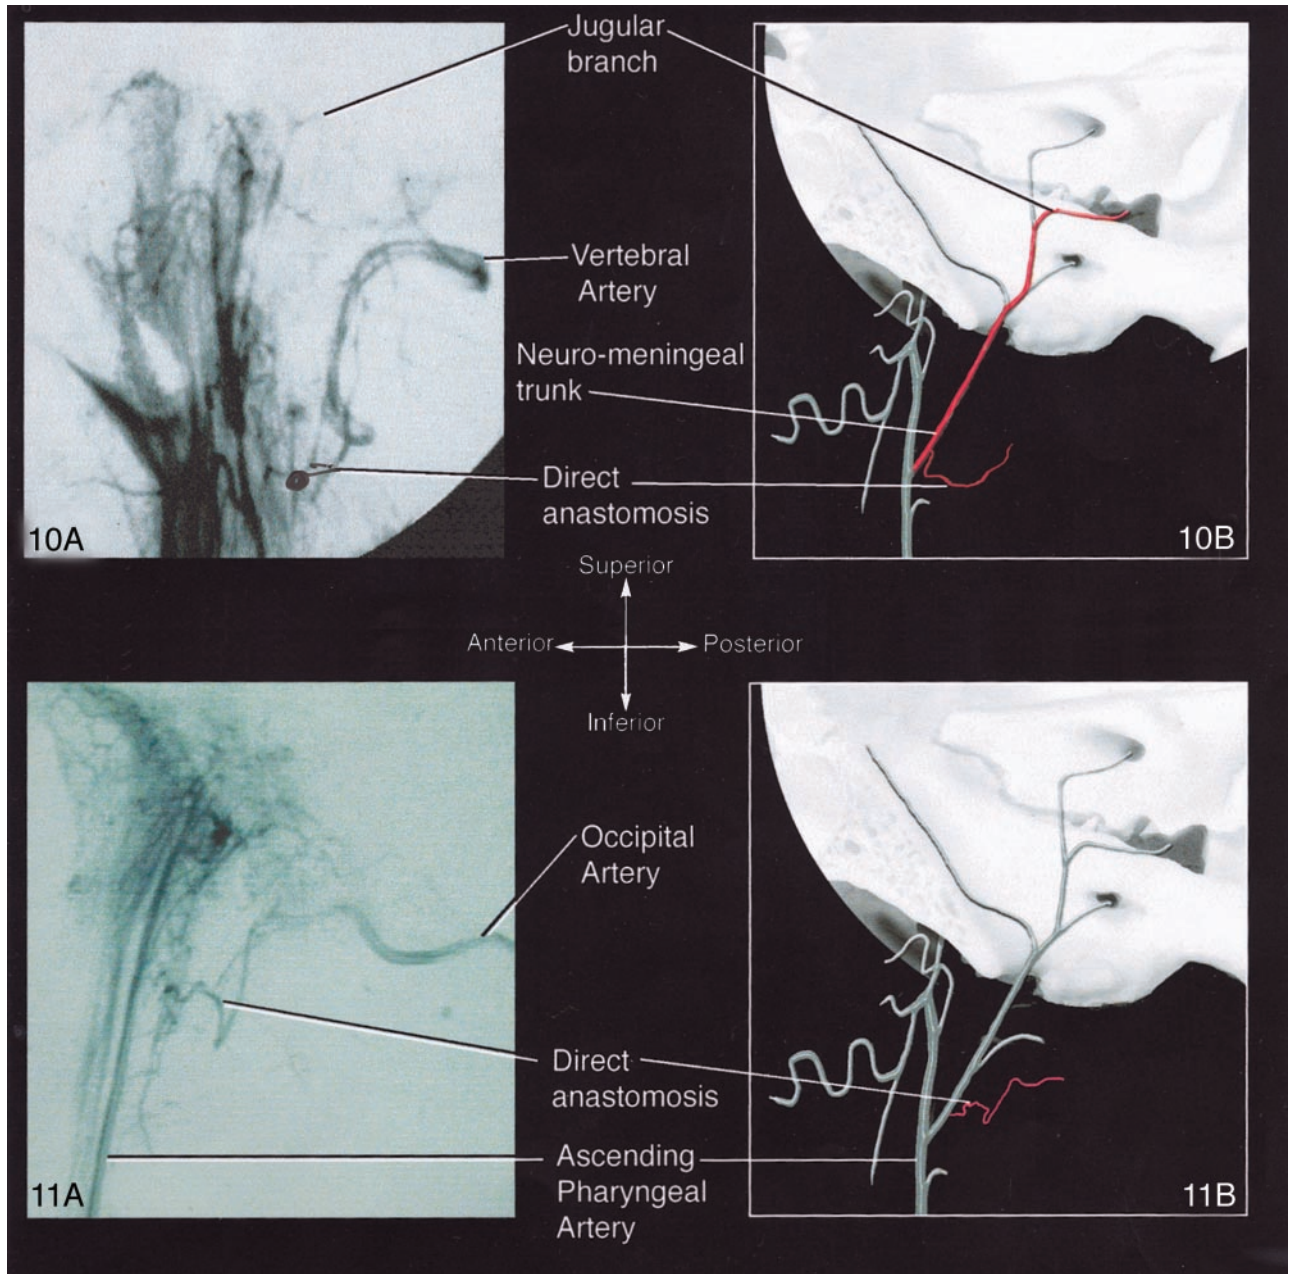 Jugular
branch
Vertebral
Artery
Neuro-meningeal
trunk
Direct
anastomosis
10A
10B
Superior
Anterior
Posterior
Inferior
Occipital
Artery
Direct
anastomosis
Ascending
Pharyngeal
Artery
11A
11B